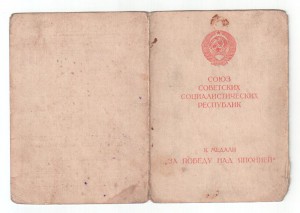 СОЮЗ
СОВЕТСКИХ
СОЦИАЛИСТИЧЕСКИХ
РЕСПУБЛИК
К МЕДАЛИ
„ЗА ПОБЕДУ НАД ЯПОНИЕЙ"